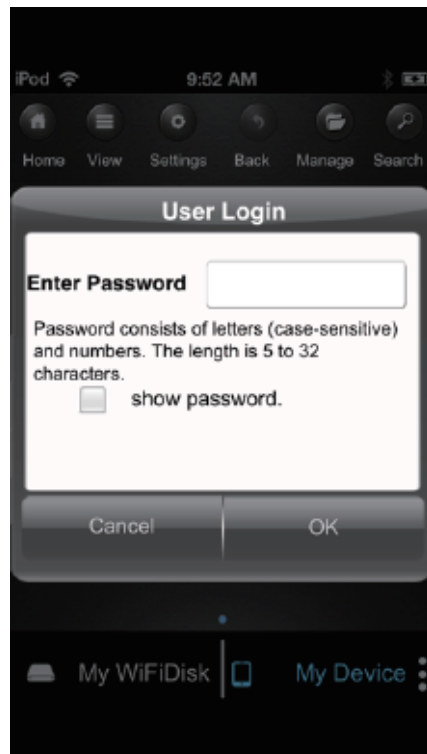 iPod 9:52 AM
Home View Settings Back Manage Search
User Login
Enter Password
Password consists of letters (case-sensitive)
and numbers. The length is 5 to 32
characters.
show password.
Cancel OK
My WiFiDisk My Device